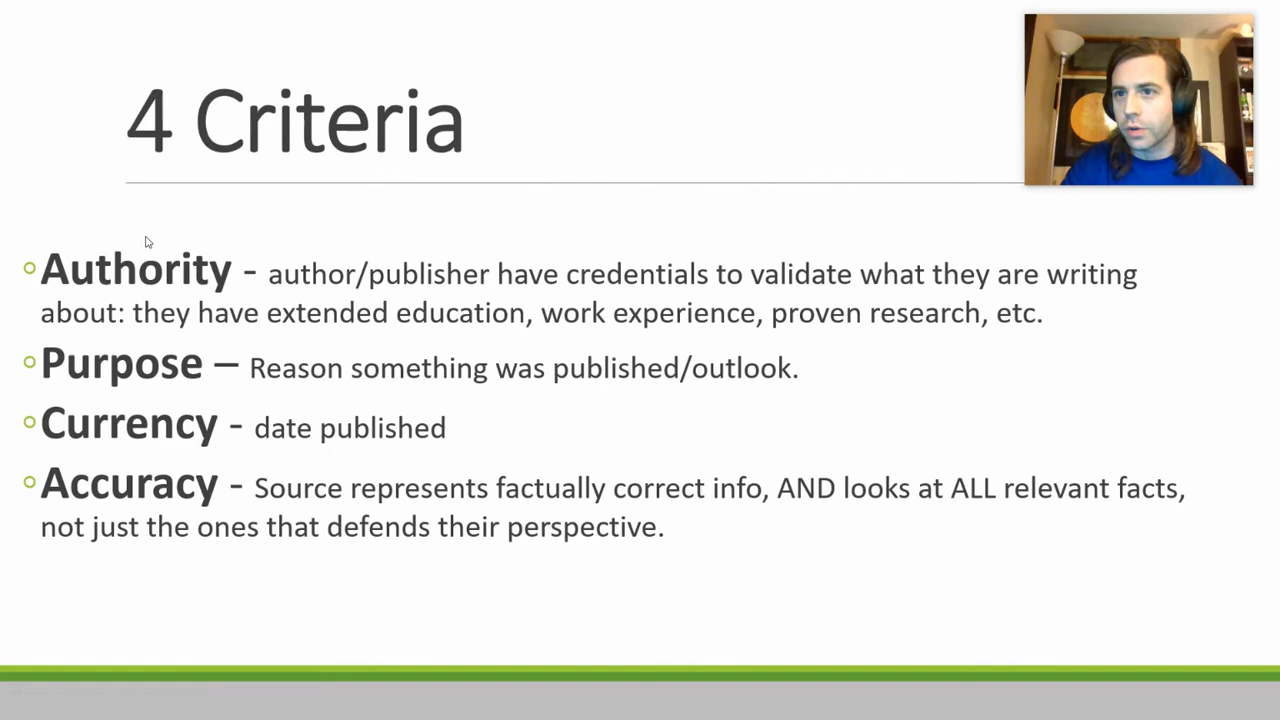 4 Criteria
Authority - author/publisher have credentials to validate what they are writing
about: they have extended education, work experience, proven research, etc.
Purpose – Reason something was published/outlook.
Currency - date published
Accuracy - Source represents factually correct info, AND looks at ALL relevant facts,
not just the ones that defends their perspective.